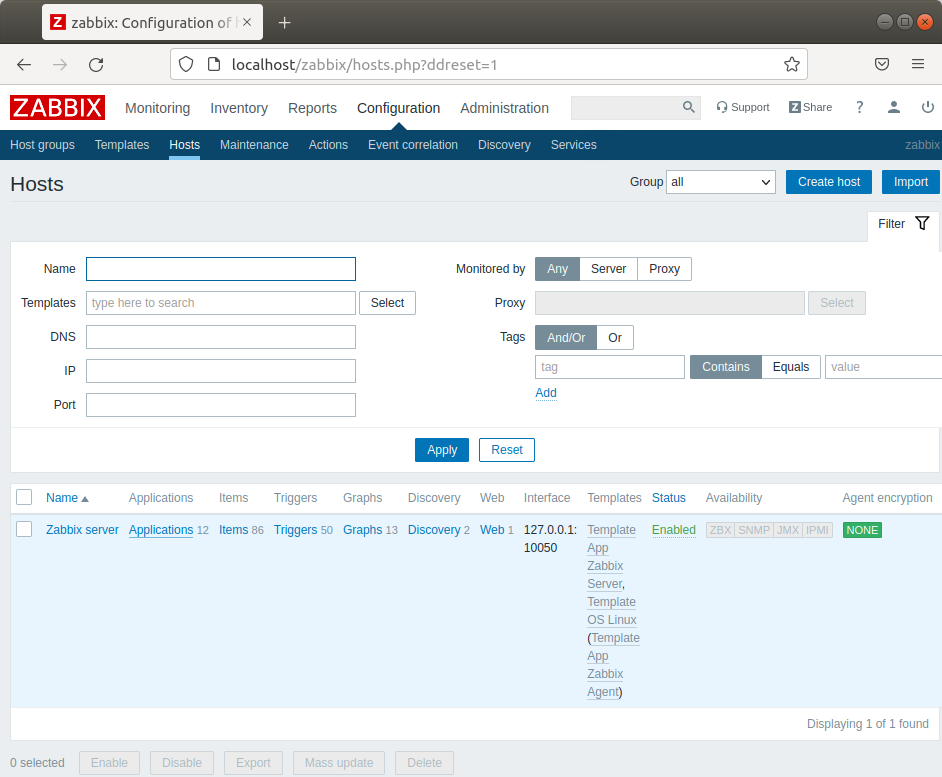 Z zabbix: Configuration of
localhost/zabbix/hosts.php?ddreset=1
ZABBIX Monitoring Inventory Reports Configuration Administration Support Z Share ?
Host groups Templates Hosts Maintenance Actions Event correlation Discovery Services zabbix
Hosts Group all Create host Import
Filter
Name Monitored by Any Server Proxy
Templates type here to search Select Proxy Select
DNS Tags And/Or Or
IP tag Contains Equals value
Add
Port
Apply Reset
Name Applications Items Triggers Graphs Discovery Web Interface Templates Status Availability Agent encryption
Zabbix server Applications 12 Items 86 Triggers 50 Graphs 13 Discovery 2 Web 1 127.0.0.1: Template Enabled ZBX SNMP JMX IPMI NONE
10050 App
Zabbix
Server,
Template
OS Linux
(Template
App
Zabbix
Agent)
Displaying 1 of 1 found
0 selected Enable Disable Export Mass update Delete